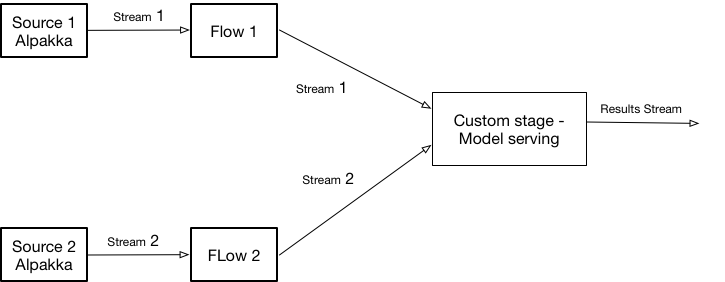 Source 1
Alpakka
Stream 1
Flow 1
Stream 1
Custom stage -
Model serving
Results Stream
Stream 2
Source 2
Alpakka
Stream 2
FLow 2